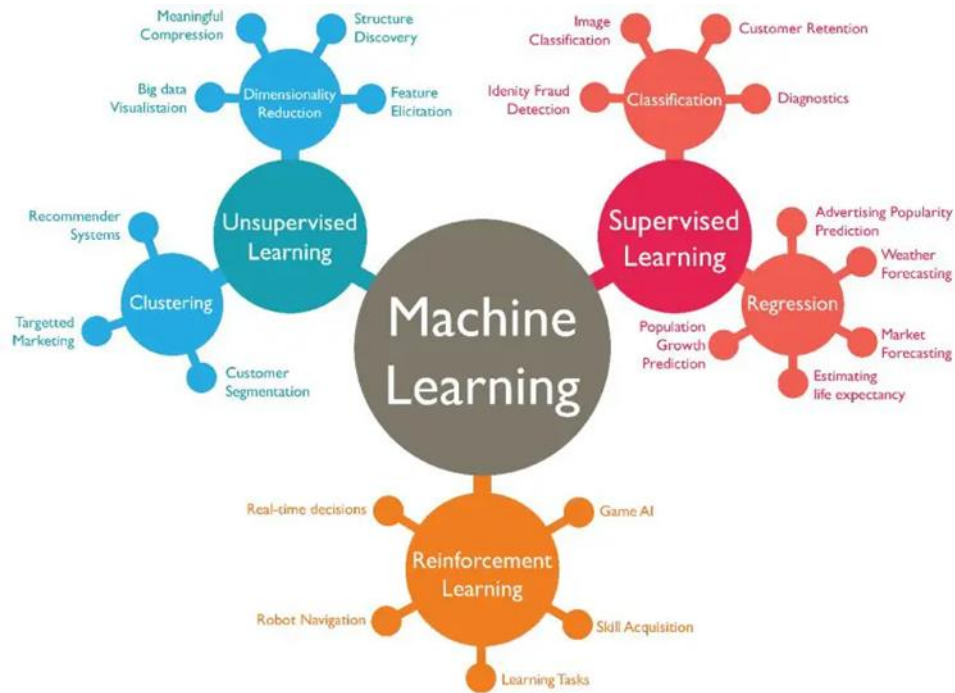 Meaningful
Compression
Structure
Discovery
Big data
Visualistaion
Dimensionality
Reduction
Feature
Elicitation
Image
Classification
Customer Retention
Idenity Fraud
Detection
Classification
Diagnostics
Recommender
Systems
Unsupervised
Learning
Clustering
Targetted
Marketing
Customer
Segmentation
Machine
Learning
Supervised
Learning
Advertising Popularity
Prediction
Weather
Forecasting
Regression
Population
Growth
Prediction
Market
Forecasting
Estimating
life expectancy
Real-time decisions
Game AI
Reinforcement
Learning
Robot Navigation
Skill Acquisition
Learning Tasks